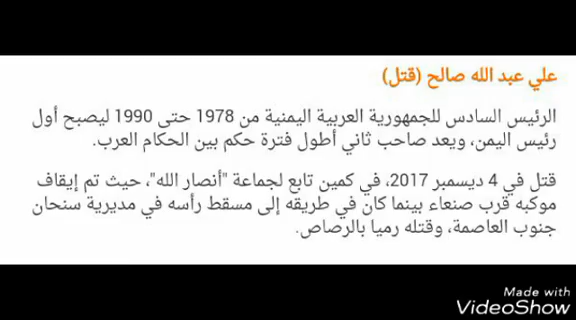 علي عبد الله صالح (قتل)
الرئيس السادس للجمهورية العربية اليمنية من 1978 حتى 1990 ليصبح أول
رئيس اليمن، ويعد صاحب ثاني أطول فترة حكم بين الحكام العرب.
قتل في 4 ديسمبر 2017، في كمين تابع لجماعة "أنصار الله"، حيث تم إيقاف
موكبه قرب صنعاء بينما كان في طريقه إلى مسقط رأسه في مديرية سنحان
جنوب العاصمة، وقتله رميا بالرصاص.
Made with
VideoShow